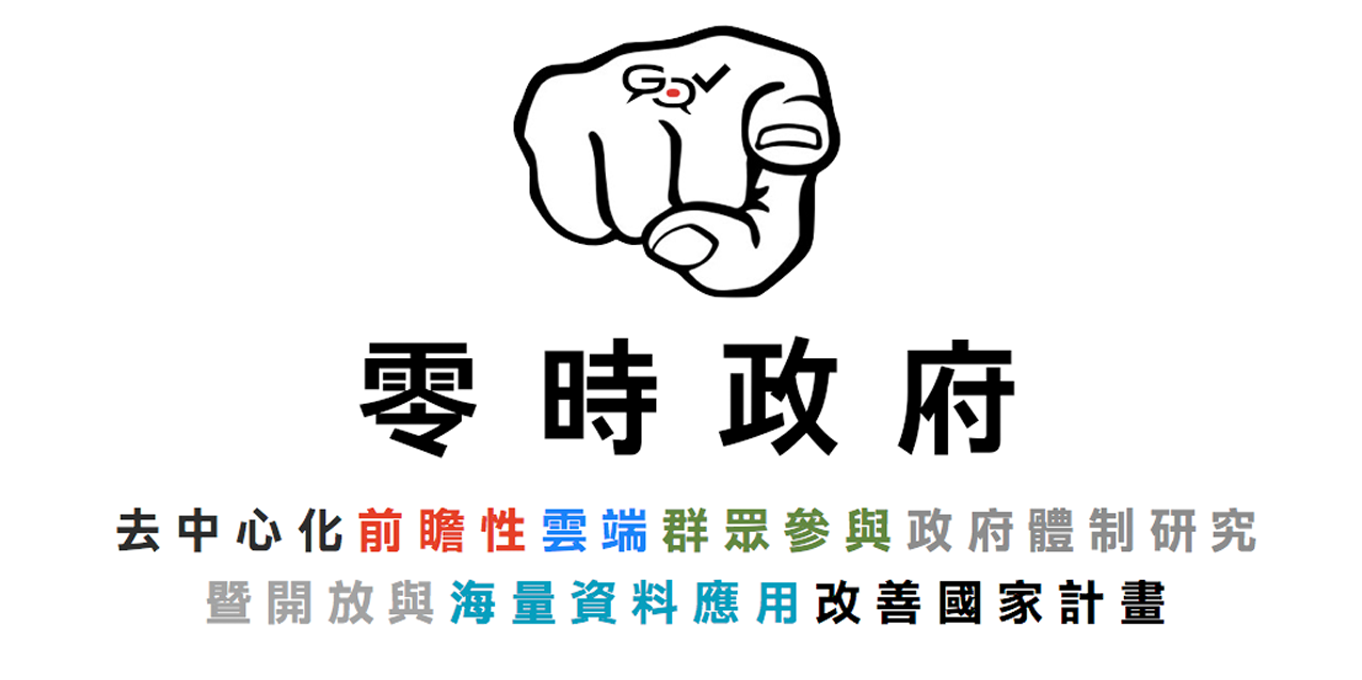 G0V
零時政府
去中心化前瞻性雲端群眾參與政府體制研究
暨開放與海量資料應用改善國家計畫